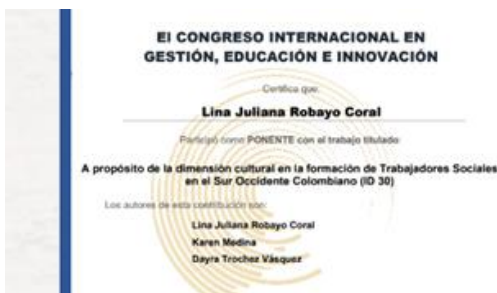 El CONGRESO INTERNACIONAL EN
GESTIÓN, EDUCACIÓN E INNOVACIÓN
Certifica que:
Lina Juliana Robayo Coral
Participó como PONENTE con el trabajo titulado:
A propósito de la dimensión cultural en la formación de Trabajadores Sociales
en el Sur Occidente Colombiano (ID 30)
Los autores de esta contribución son:
Lina Juliana Robayo Coral
Karen Medina
Dayra Trochez Vásquez